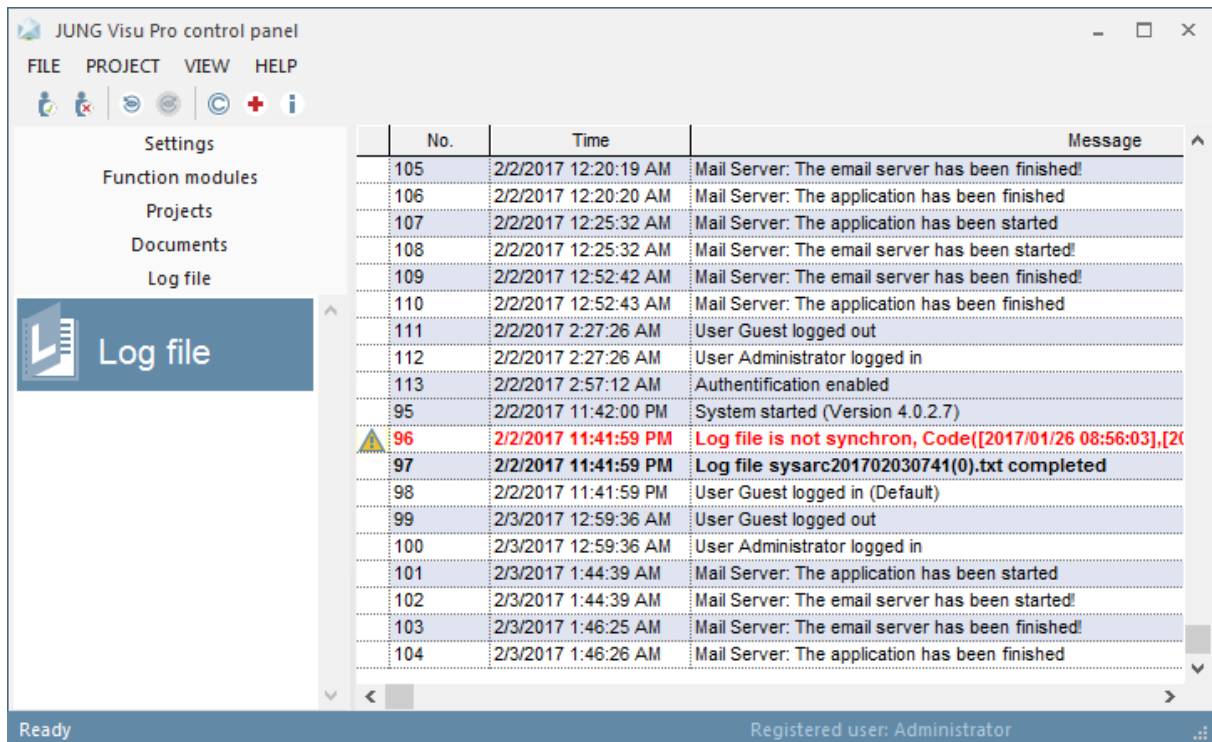 JUNG Visu Pro control panel
FILE PROJECT VIEW HELP
Settings
Function modules
Projects
Documents
Log file
Log file
No. Time Message
105 2/2/2017 12:20:19 AM Mail Server: The email server has been finished!
106 2/2/2017 12:20:20 AM Mail Server: The application has been finished
107 2/2/2017 12:25:32 AM Mail Server: The application has been started
108 2/2/2017 12:25:32 AM Mail Server: The email server has been started!
109 2/2/2017 12:52:42 AM Mail Server: The email server has been finished!
110 2/2/2017 12:52:43 AM Mail Server: The application has been finished
111 2/2/2017 2:27:26 AM User Guest logged out
112 2/2/2017 2:27:26 AM User Administrator logged in
113 2/2/2017 2:57:12 AM Authentification enabled
95 2/2/2017 11:42:00 PM System started (Version 4.0.2.7)
96 2/2/2017 11:41:59 PM Log file is not synchron, Code([2017/01/26 08:56:03],[20
97 2/2/2017 11:41:59 PM Log file sysarc201702030741(0).txt completed
98 2/2/2017 11:41:59 PM User Guest logged in (Default)
99 2/3/2017 12:59:36 AM User Guest logged out
100 2/3/2017 12:59:36 AM User Administrator logged in
101 2/3/2017 1:44:39 AM Mail Server: The application has been started
102 2/3/2017 1:44:39 AM Mail Server: The email server has been started!
103 2/3/2017 1:46:25 AM Mail Server: The email server has been finished!
104 2/3/2017 1:46:26 AM Mail Server: The application has been finished
Ready Registered user: Administrator